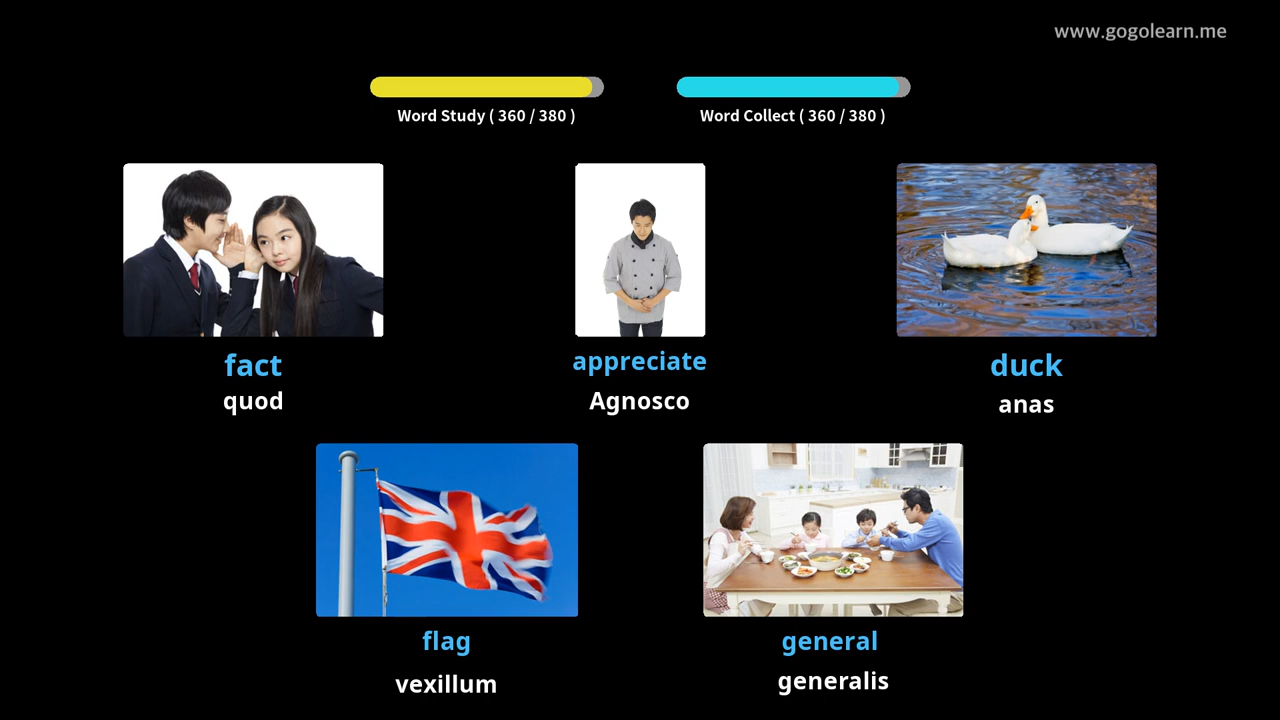 www.gogolearn.me
Word Study ( 360 / 380 )
Word Collect ( 360 / 380 )
fact
quod
appreciate
Agnosco
duck
anas
flag
vexillum
general
generalis